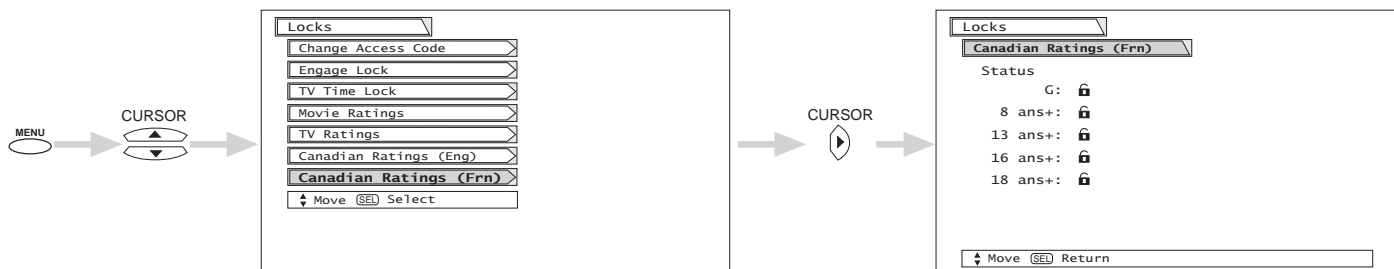 MENU
CURSOR
Locks
Change Access Code
Engage Lock
TV Time Lock
Movie Ratings
TV Ratings
Canadian Ratings (Eng)
Canadian Ratings (Frn)
Move SEL Select
CURSOR
Locks
Canadian Ratings (Frn)
Status
G:
8 ans+:
13 ans+:
16 ans+:
18 ans+:
Move SEL Return